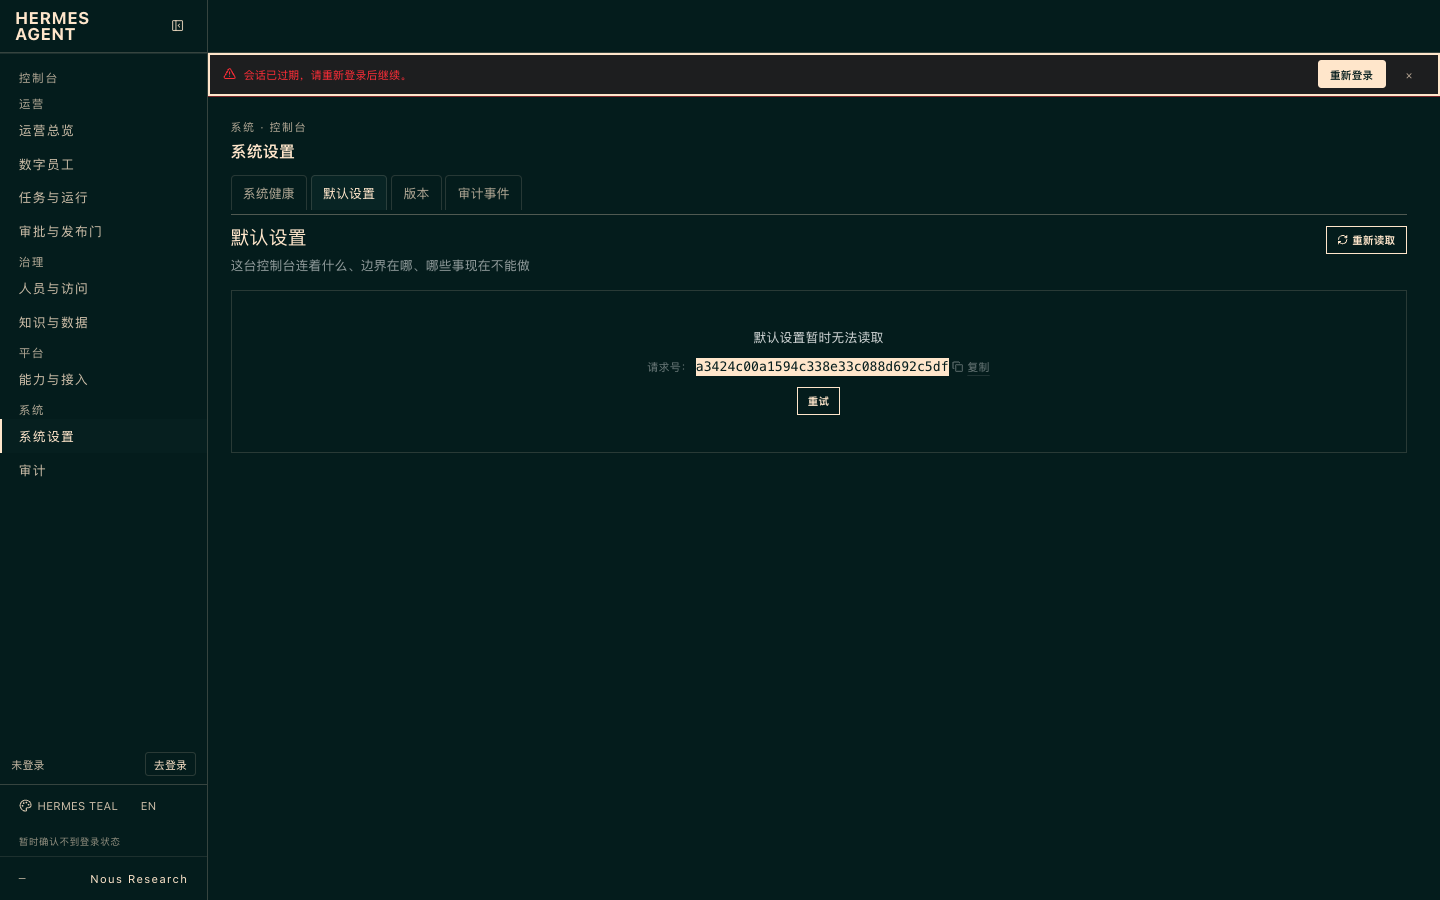 HERMES
AGENT
会话已过期，请重新登录后继续。
重新登录
×
控制台
运营
运营总览
数字员工
任务与运行
审批与发布门
治理
人员与访问
知识与数据
平台
能力与接入
系统
系统设置
审计
系统 · 控制台
系统设置
系统健康
默认设置
版本
审计事件
默认设置
重新读取
这台控制台连着什么、边界在哪、哪些事现在不能做
默认设置暂时无法读取
请求号： a3424c00a1594c338e33c088d692c5df 复制
重试
未登录
去登录
HERMES TEAL EN
暂时确认不到登录状态
— Nous Research